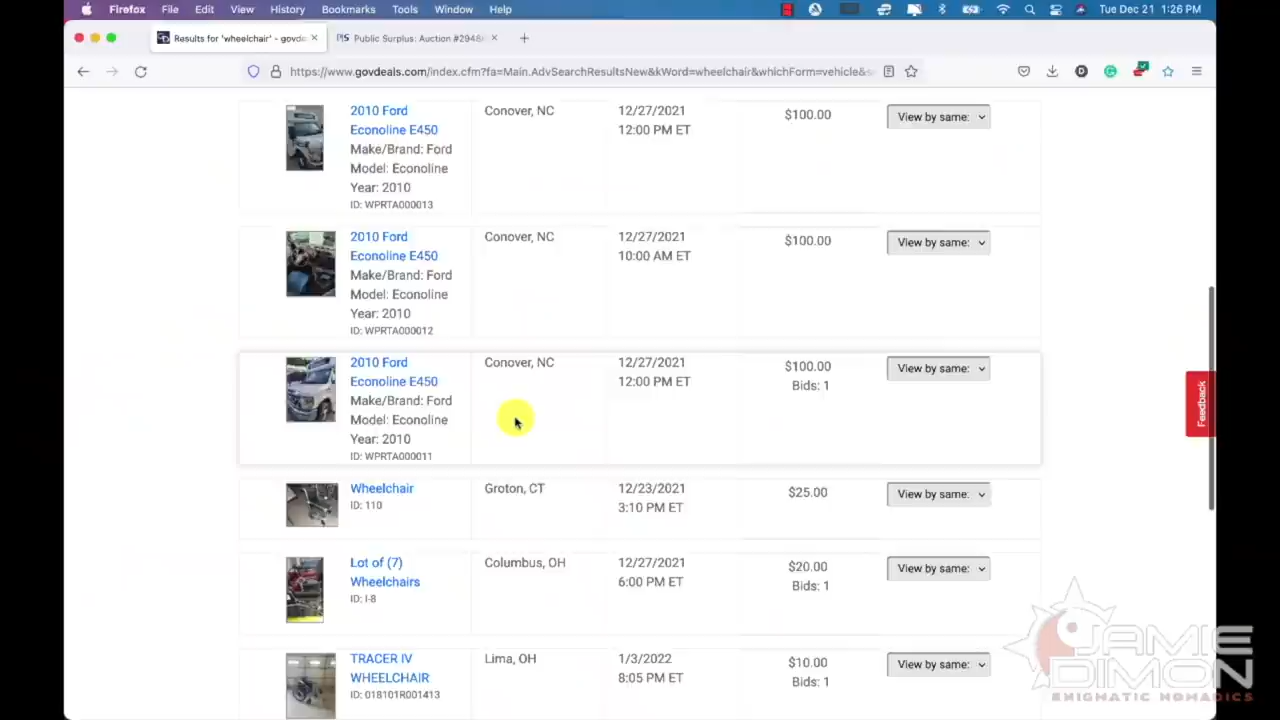 Firefox File Edit View History Bookmarks Tools Window Help Tue Dec 21 1:26 PM
Results for 'wheelchair' - govde Public Surplus: Auction #2948
https://www.govdeals.com/index.cfm?fa=Main.AdvSearchResultsNew&kWord=wheelchair&whichForm=vehicle&s
2010 Ford Conover, NC 12/27/2021 $100.00 View by same:
Econoline E450 12:00 PM ET
Make/Brand: Ford
Model: Econoline
Year: 2010
ID: WPRTA000013
2010 Ford Conover, NC 12/27/2021 $100.00 View by same:
Econoline E450 10:00 AM ET
Make/Brand: Ford
Model: Econoline
Year: 2010
ID: WPRTA000012
2010 Ford Conover, NC 12/27/2021 $100.00 View by same:
Econoline E450 12:00 PM ET Bids: 1
Make/Brand: Ford
Model: Econoline
Year: 2010
ID: WPRTA000011
Feedback
Wheelchair Groton, CT 12/23/2021 $25.00 View by same:
ID: 110 3:10 PM ET
Lot of (7) Columbus, OH 12/27/2021 $20.00 View by same:
Wheelchairs 6:00 PM ET Bids: 1
ID: I-8
TRACER IV Lima, OH 1/3/2022 $10.00 View by same:
WHEELCHAIR 8:05 PM ET Bids: 1
ID: 018101R001413
JAMIE
DIMON
ENIGMATIC NOMADICS